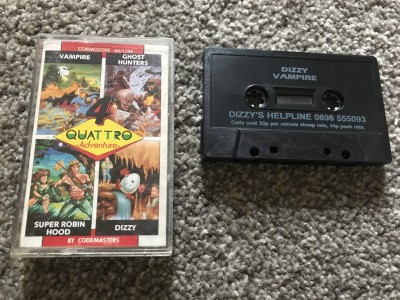 COMMODORE 64/128
VAMPIRE
GHOST
HUNTERS
QUATTRO
Adventure
SUPER ROBIN
HOOD
DIZZY
BY CODEMASTERS
DIZZY
VAMPIRE
DIZZY'S HELPLINE 0898 555093
Calls cost 33p per minute cheap rate, 44p peak rate.